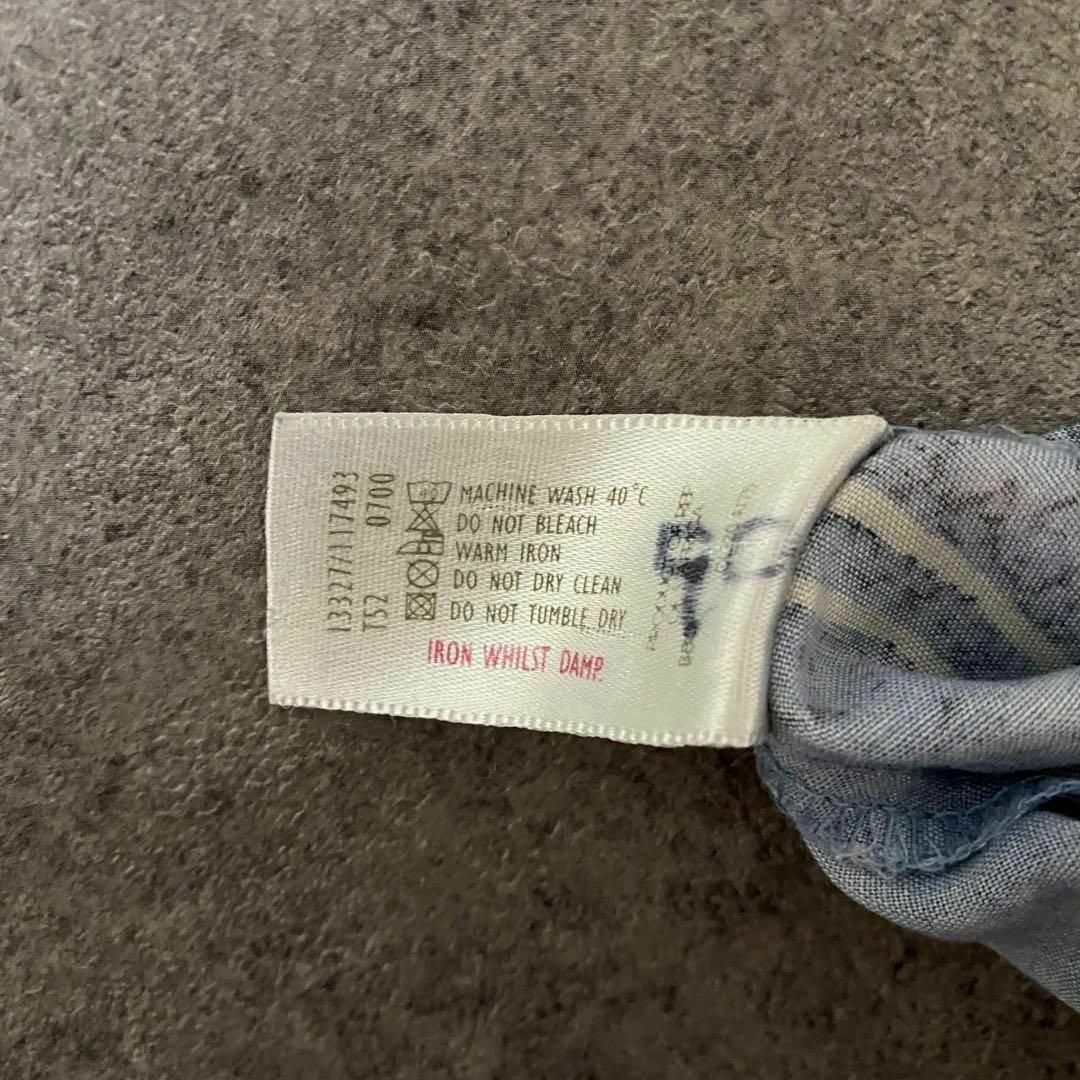 MACHINE WASH 40°C
DO NOT BLEACH
WARM IRON
DO NOT DRY CLEAN
DO NOT TUMBLE DRY
IRON WHILST DAMP.
13327/117493
T52 0700